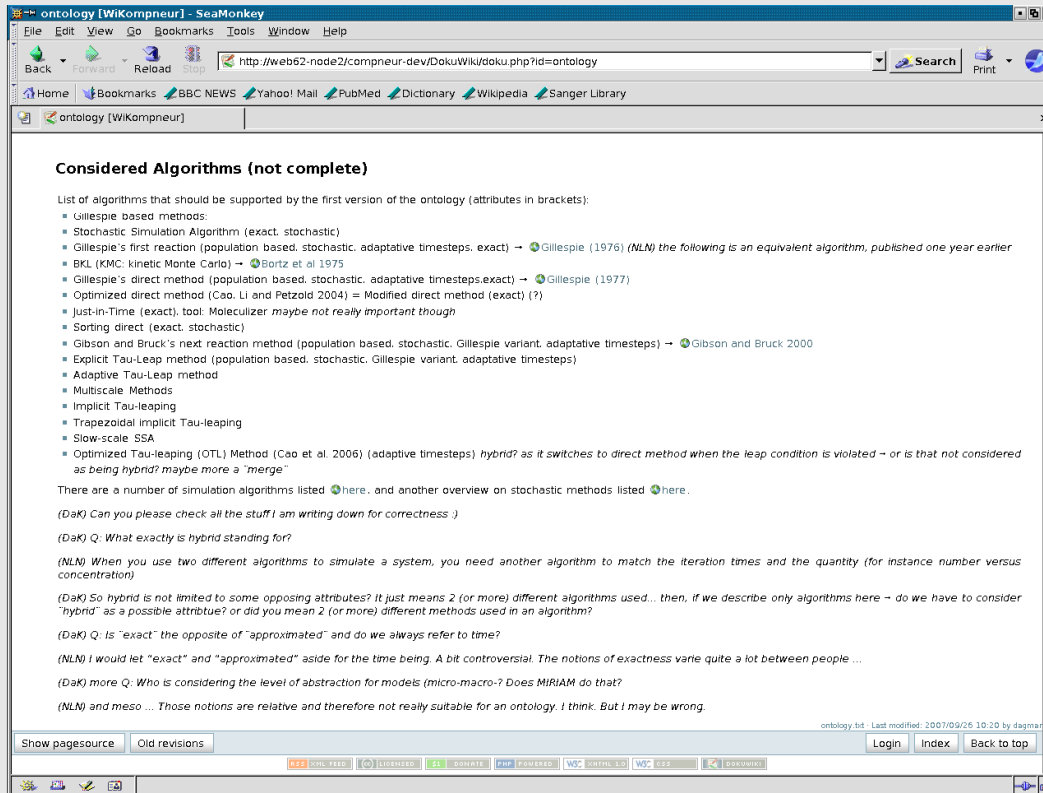 ontology [WiKompneur] - SeaMonkey
File Edit View Go Bookmarks Tools Window Help
Back Forward Reload Stop http://web62-node2/compneur-dev/DokuWiki/doku.php?id=ontology Search Print
Home Bookmarks BBC NEWS Yahoo! Mail PubMed Dictionary Wikipedia Sanger Library
ontology [WiKompneur]
Considered Algorithms (not complete)
List of algorithms that should be supported by the first version of the ontology (attributes in brackets):
Gillespie based methods:
Stochastic Simulation Algorithm (exact, stochastic)
Gillespie's first reaction (population based, stochastic, adaptative timesteps, exact) → Gillespie (1976) (NLN) the following is an equivalent algorithm, published one year earlier
BKL (KMC: kinetic Monte Carlo) → Bortz et al 1975
Gillespie's direct method (population based, stochastic, adaptative timesteps,exact) → Gillespie (1977)
Optimized direct method (Cao, Li and Petzold 2004) = Modified direct method (exact) (?)
Just-in-Time (exact), tool: Moleculizer maybe not really important though
Sorting direct (exact, stochastic)
Gibson and Bruck's next reaction method (population based, stochastic, Gillespie variant, adaptative timesteps) → Gibson and Bruck 2000
Explicit Tau-Leap method (population based, stochastic, Gillespie variant, adaptative timesteps)
Adaptive Tau-Leap method
Multiscale Methods
Implicit Tau-leaping
Trapezoidal implicit Tau-leaping
Slow-scale SSA
Optimized Tau-leaping (OTL) Method (Cao et al. 2006) (adaptive timesteps) hybrid? as it switches to direct method when the leap condition is violated → or is that not considered
as being hybrid? maybe more a "merge"
There are a number of simulation algorithms listed here, and another overview on stochastic methods listed here.
(DaK) Can you please check all the stuff I am writing down for correctness :)
(DaK) Q: What exactly is hybrid standing for?
(NLN) When you use two different algorithms to simulate a system, you need another algorithm to match the iteration times and the quantity (for instance number versus
concentration)
(DaK) So hybrid is not limited to some opposing attributes? It just means 2 (or more) different algorithms used... then, if we describe only algorithms here → do we have to consider
"hybrid" as a possible attribtue? or did you mean 2 (or more) different methods used in an algorithm?
(DaK) Q: Is "exact" the opposite of "approximated" and do we always refer to time?
(NLN) I would let "exact" and "approximated" aside for the time being. A bit controversial. The notions of exactness varie quite a lot between people ...
(DaK) more Q: Who is considering the level of abstraction for models (micro-macro-? Does MIRIAM do that?
(NLN) and meso ... Those notions are relative and therefore not really suitable for an ontology. I think. But I may be wrong.
ontology.txt · Last modified: 2007/09/26 10:20 by dagmar
Show pagesource Old revisions Login Index Back to top
RSS XML FEED (cc) LICENSED $1 DONATE PHP POWERED W3C XHTML 1.0 W3C CSS DOKUWIKI